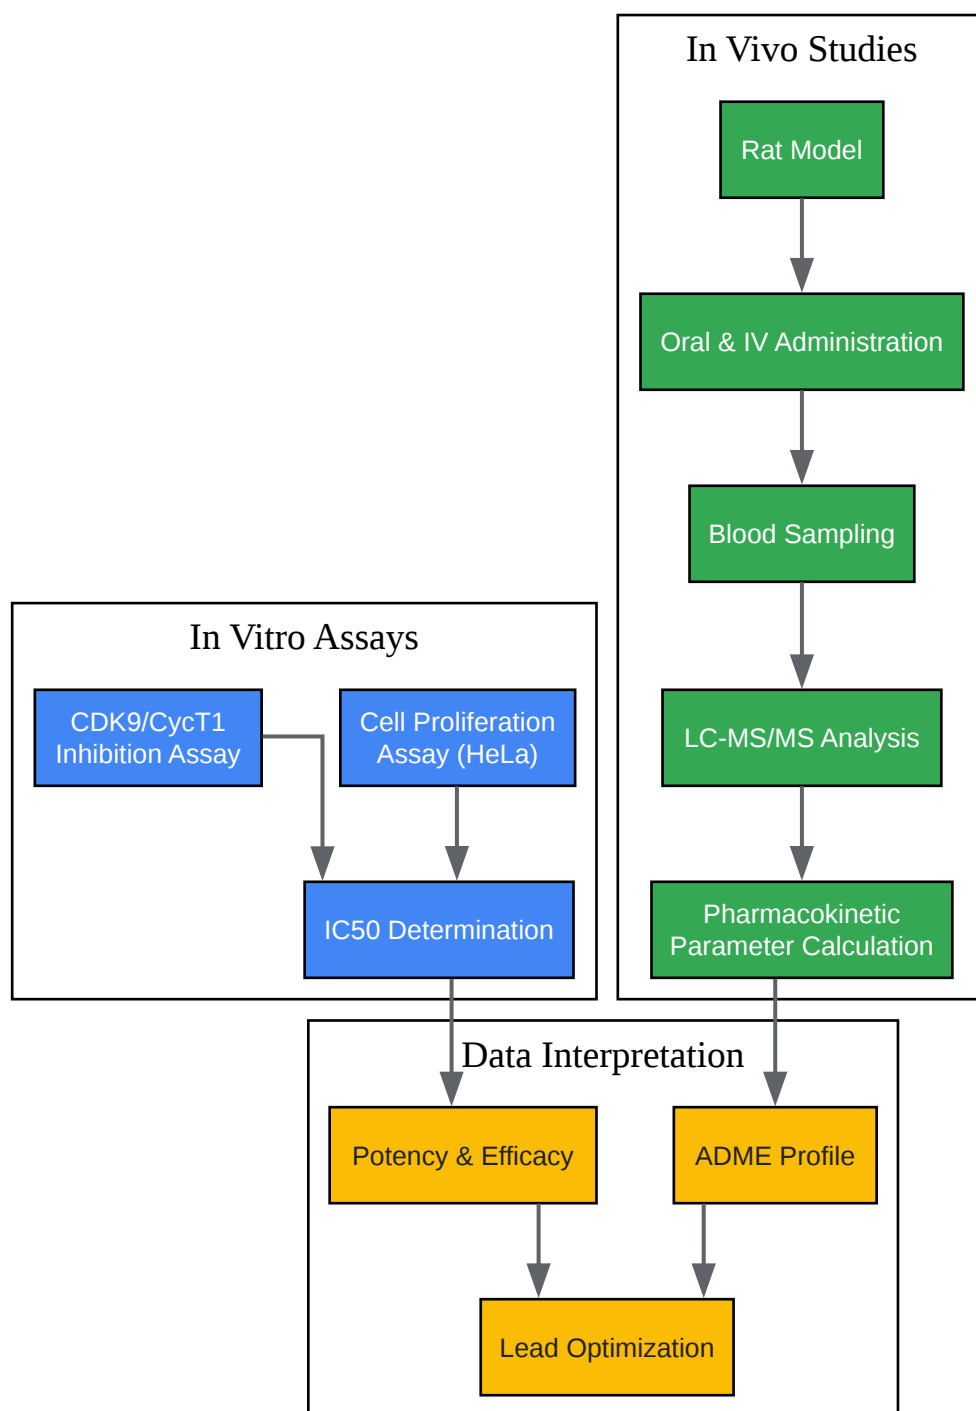 In Vivo Studies
Rat Model
Oral & IV Administration
Blood Sampling
LC-MS/MS Analysis
Pharmacokinetic
Parameter Calculation
In Vitro Assays
CDK9/CycT1
Inhibition Assay
Cell Proliferation
Assay (HeLa)
IC50 Determination
Data Interpretation
Potency & Efficacy
ADME Profile
Lead Optimization